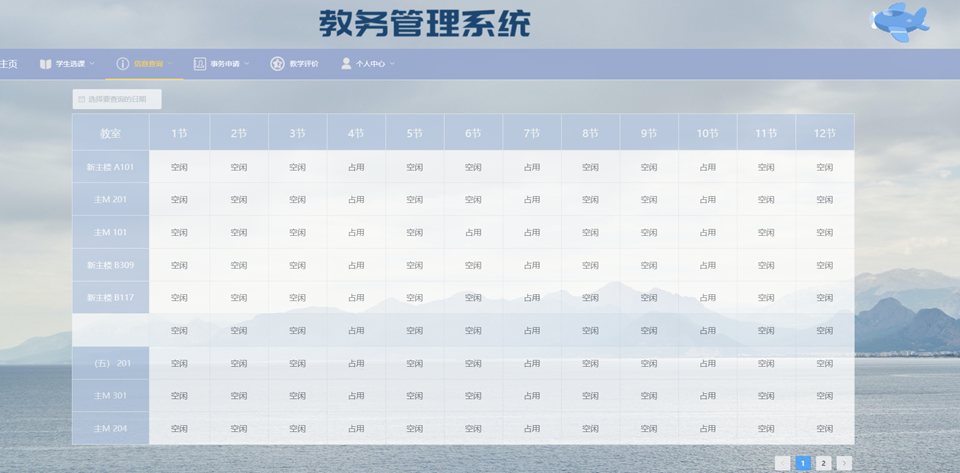 教务管理系统
主页 学生选课 信息查询 事务申请 教学评价 个人中心
选择要查询的日期
教室 1节 2节 3节 4节 5节 6节 7节 8节 9节 10节 11节 12节
新主楼 A101 空闲 空闲 空闲 占用 空闲 空闲 占用 空闲 空闲 占用 空闲 空闲
主M 201 空闲 空闲 空闲 占用 空闲 空闲 占用 空闲 空闲 占用 空闲 空闲
主M 101 空闲 空闲 空闲 占用 空闲 占用 占用 空闲 空闲 占用 空闲 空闲
新主楼 B309 空闲 空闲 空闲 占用 空闲 空闲 占用 空闲 空闲 占用 空闲 空闲
新主楼 B117 空闲 空闲 空闲 占用 空闲 空闲 占用 空闲 空闲 占用 空闲 空闲
空闲 空闲 空闲 占用 空闲 空闲 占用 空闲 空闲 占用 空闲 空闲
(五) 201 空闲 空闲 空闲 占用 空闲 空闲 占用 空闲 空闲 占用 空闲 空闲
主M 301 空闲 空闲 空闲 占用 空闲 空闲 占用 空闲 空闲 占用 空闲 空闲
主M 204 空闲 空闲 空闲 占用 空闲 空闲 占用 空闲 空闲 占用 空闲 空闲
1 2